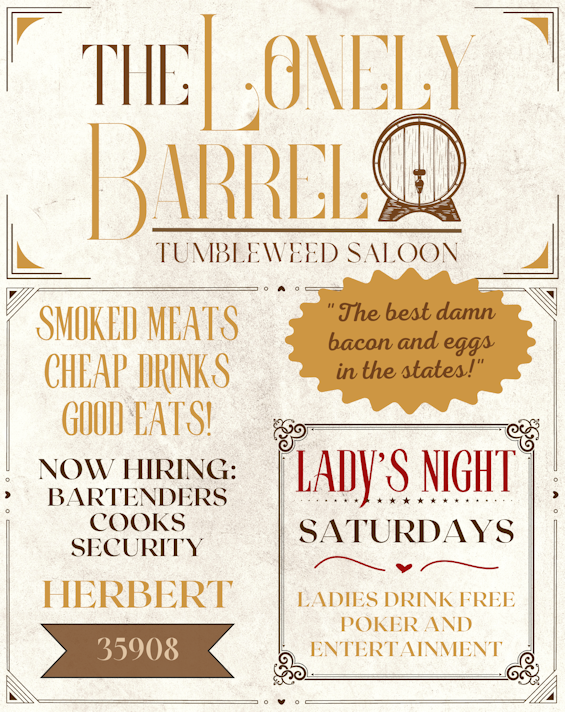 THE LONELY
BARREL
TUMBLEWEED SALOON
SMOKED MEATS
CHEAP DRINKS
GOOD EATS!
NOW HIRING:
BARTENDERS
COOKS
SECURITY
HERBERT
35908
"The best damn
bacon and eggs
in the states!"
LADY'S NIGHT
SATURDAYS
LADIES DRINK FREE
POKER AND
ENTERTAINMENT